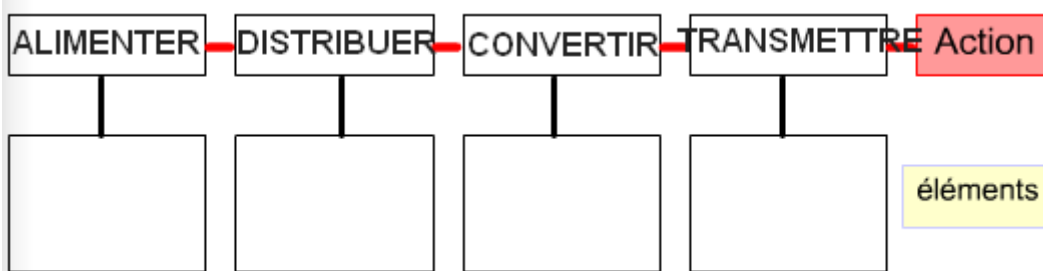 ALIMENTER DISTRIBUER CONVERTIR TRANSMETTRE Action
éléments